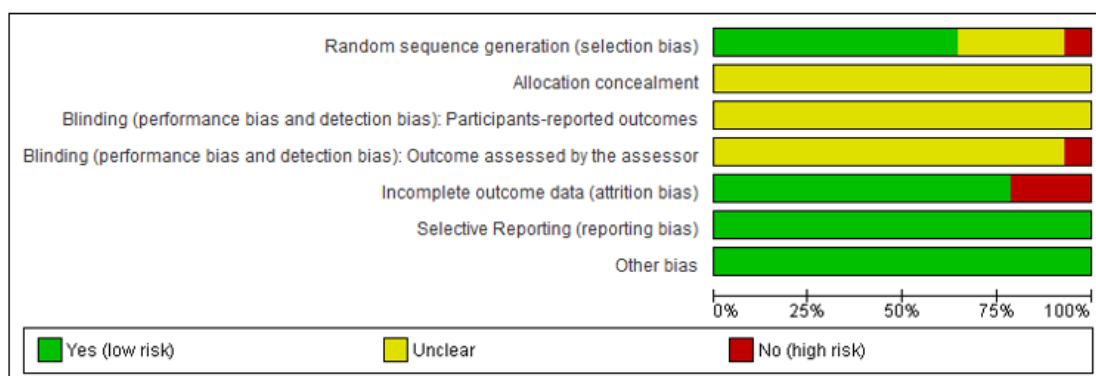 Random sequence generation (selection bias)
Allocation concealment
Blinding (performance bias and detection bias): Participants-reported outcomes
Blinding (performance bias and detection bias): Outcome assessed by the assessor
Incomplete outcome data (attrition bias)
Selective Reporting (reporting bias)
Other bias
0% 25% 50% 75% 100%
Yes (low risk) Unclear No (high risk)